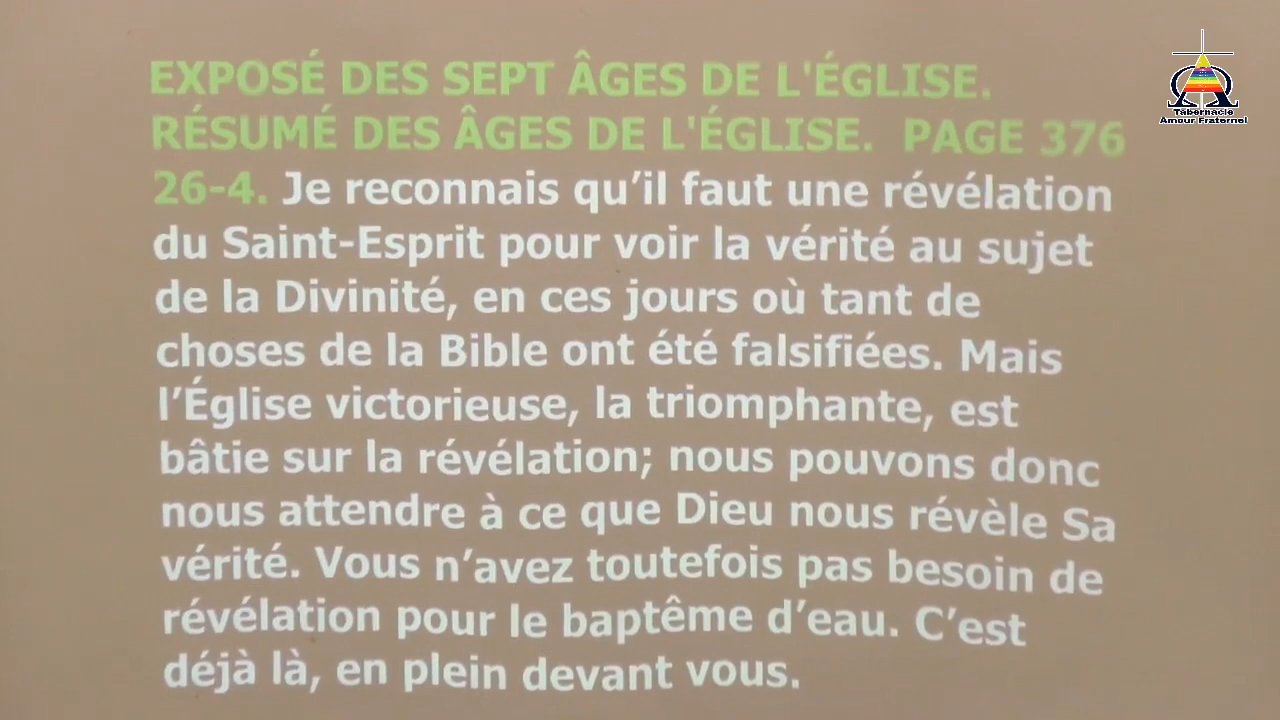 EXPOSÉ DES SEPT ÂGES DE L'ÉGLISE.
RÉSUMÉ DES ÂGES DE L'ÉGLISE. PAGE 376
26-4. Je reconnais qu’il faut une révélation
du Saint-Esprit pour voir la vérité au sujet
de la Divinité, en ces jours où tant de
choses de la Bible ont été falsifiées. Mais
l’Église victorieuse, la triomphante, est
bâtie sur la révélation; nous pouvons donc
nous attendre à ce que Dieu nous révèle Sa
vérité. Vous n’avez toutefois pas besoin de
révélation pour le baptême d’eau. C’est
déjà là, en plein devant vous.
Tabernacle
Amour Fraternel